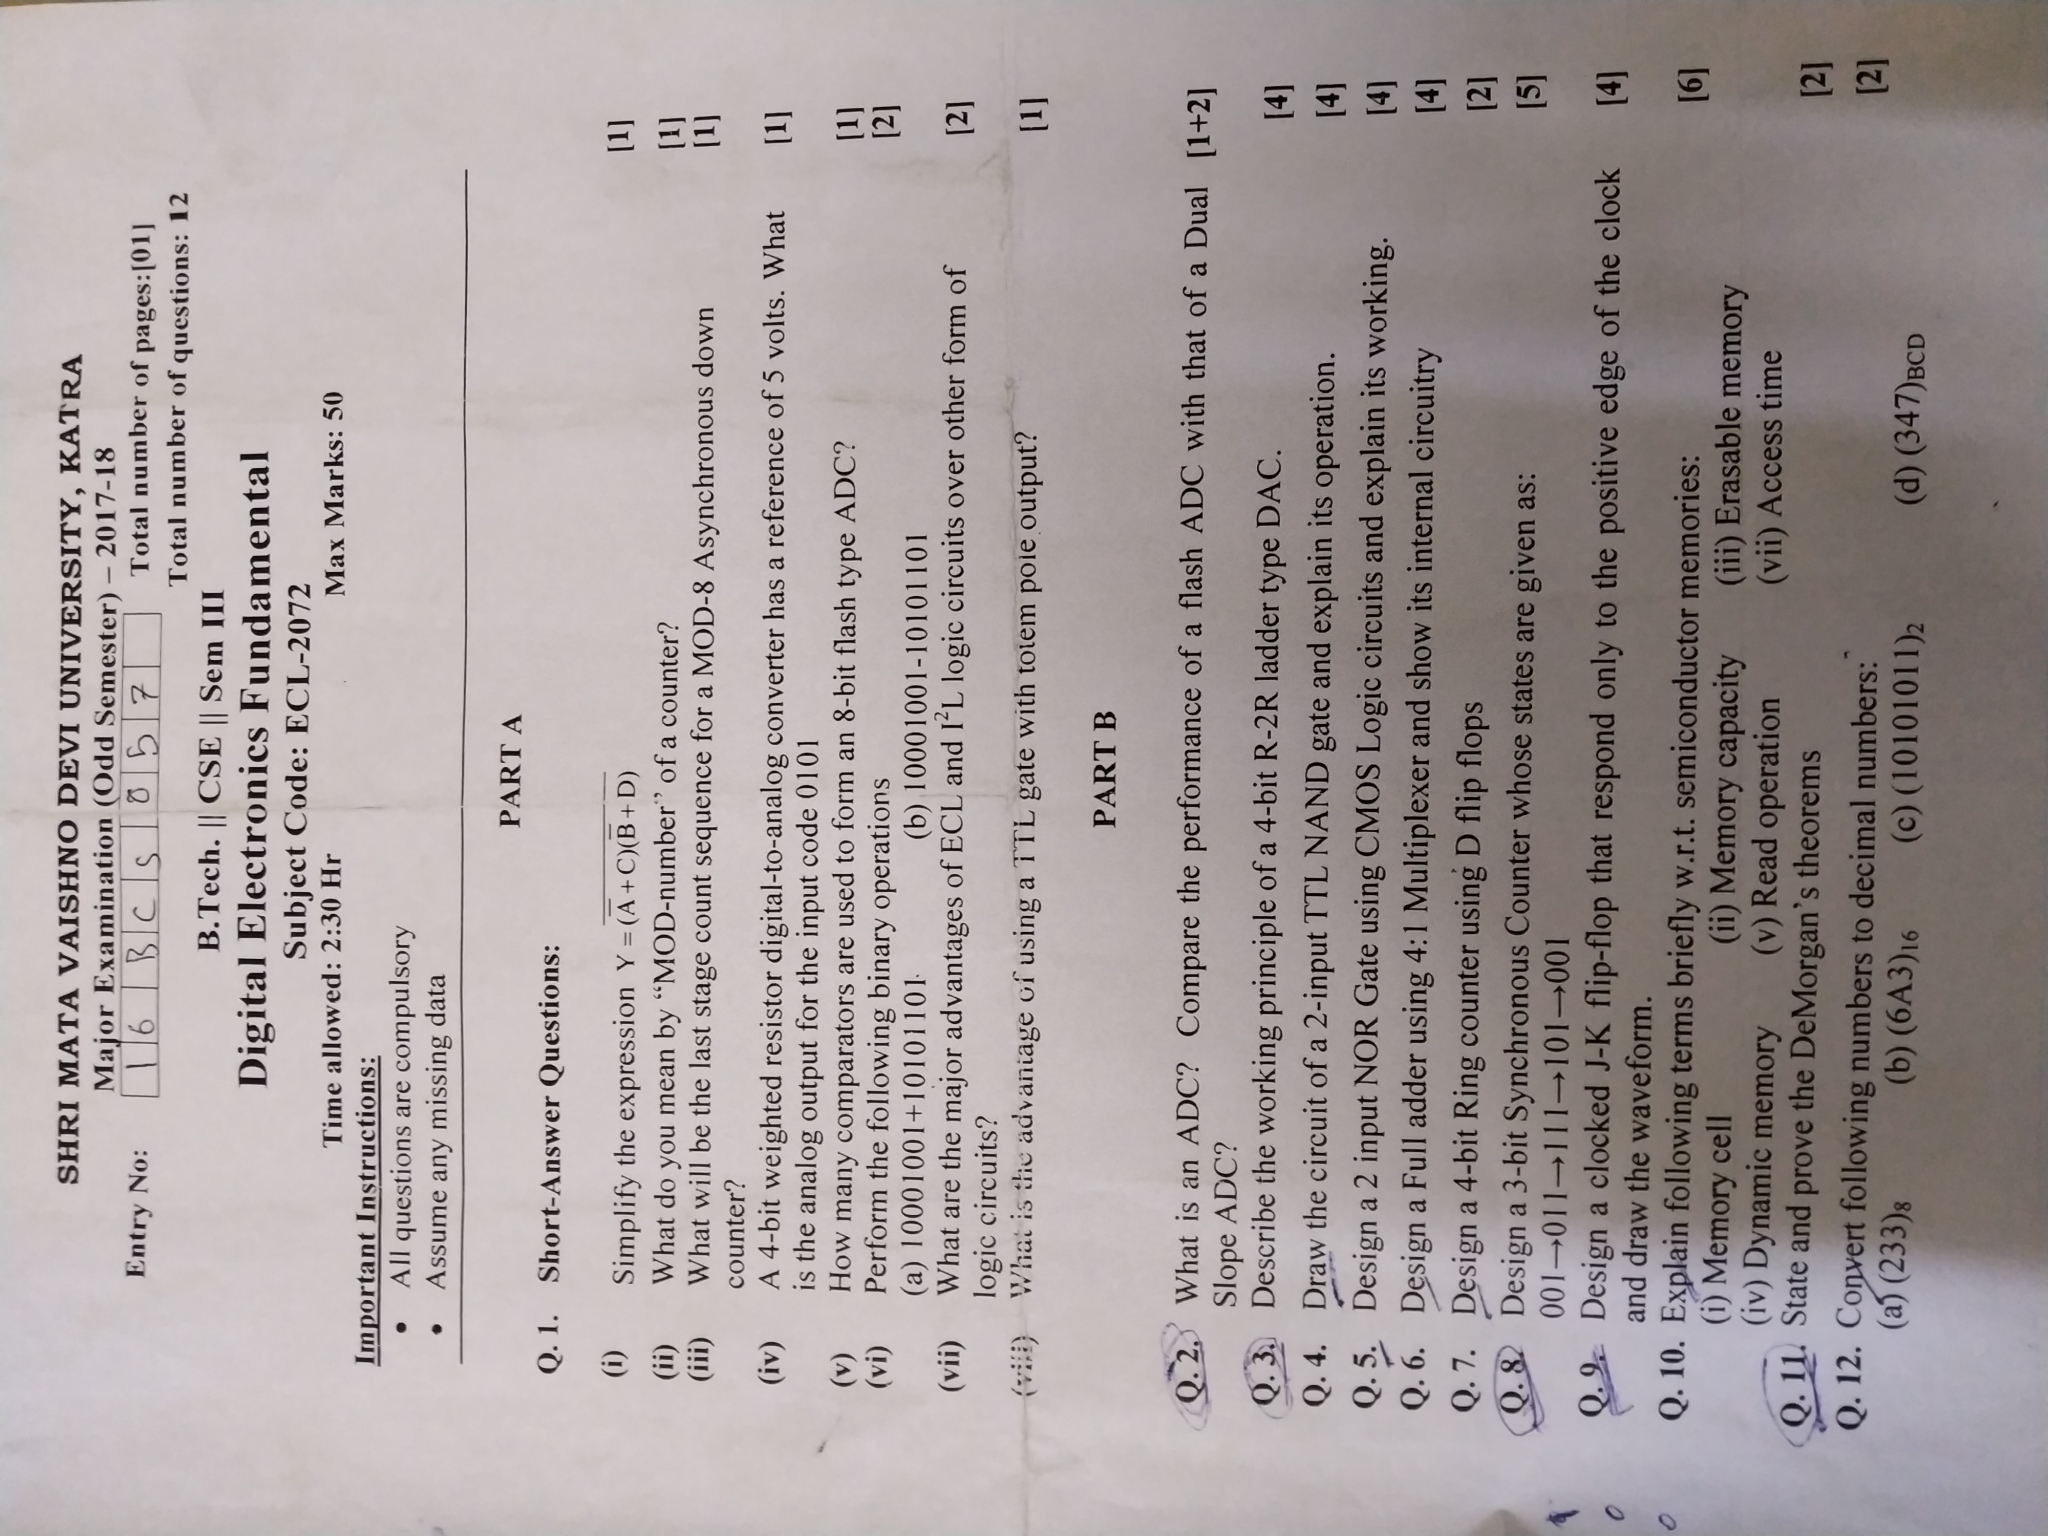 SHRI MATA VAISHNO DEVI UNIVERSITY, KATRA
Major Examination (Odd Semester) – 2017-18
Entry No: 16BCS057 Total number of pages:[01]
Total number of questions: 12
B.Tech. || CSE || Sem III
Digital Electronics Fundamental
Subject Code: ECL-2072
Time allowed: 2:30 Hr Max Marks: 50
Important Instructions:
• All questions are compulsory
• Assume any missing data
PART A
Q. 1. Short-Answer Questions:
(i) Simplify the expression Y = \overline{(\overline{A}+C)(\overline{B}+D)} [1]
(ii) What do you mean by “MOD-number” of a counter? [1]
(iii) What will be the last stage count sequence for a MOD-8 Asynchronous down [1]
counter?
(iv) A 4-bit weighted resistor digital-to-analog converter has a reference of 5 volts. What [1]
is the analog output for the input code 0101
(v) How many comparators are used to form an 8-bit flash type ADC? [1]
(vi) Perform the following binary operations [2]
(a) 10001001+10101101 (b) 10001001-10101101
(vii) What are the major advantages of ECL and I²L logic circuits over other form of [2]
logic circuits?
(viii) What is the advantage of using a TTL gate with totem pole output? [1]
PART B
Q. 2. What is an ADC? Compare the performance of a flash ADC with that of a Dual [1+2]
Slope ADC?
Q. 3. Describe the working principle of a 4-bit R-2R ladder type DAC. [4]
Q. 4. Draw the circuit of a 2-input TTL NAND gate and explain its operation. [4]
Q. 5. Design a 2 input NOR Gate using CMOS Logic circuits and explain its working. [4]
Q. 6. Design a Full adder using 4:1 Multiplexer and show its internal circuitry [4]
Q. 7. Design a 4-bit Ring counter using D flip flops [2]
Q. 8 Design a 3-bit Synchronous Counter whose states are given as: [5]
001→011→111→101→001
Q. 9. Design a clocked J-K flip-flop that respond only to the positive edge of the clock [4]
and draw the waveform.
Q. 10. Explain following terms briefly w.r.t. semiconductor memories: [6]
(i) Memory cell (ii) Memory capacity (iii) Erasable memory
(iv) Dynamic memory (v) Read operation (vii) Access time
Q. 11. State and prove the DeMorgan’s theorems [2]
Q. 12. Convert following numbers to decimal numbers: [2]
(a) (233)₈ (b) (6A3)₁₆ (c) (10101011)₂ (d) (347)BCD